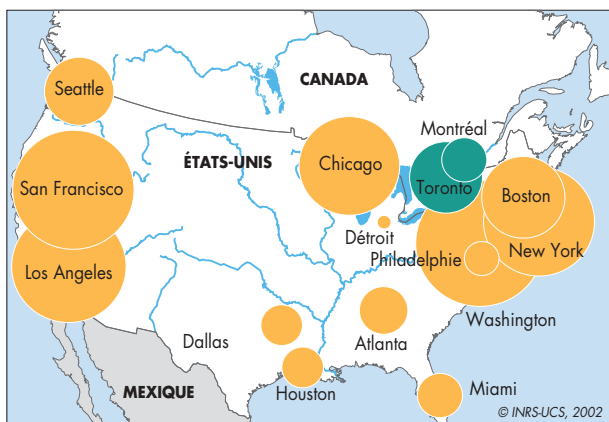 Seattle
CANADA
Montréal
ÉTATS-UNIS
Chicago
San Francisco
Toronto
Boston
Détroit
Philadelphie
New York
Los Angeles
Washington
Dallas
Atlanta
Houston
Miami
MEXIQUE
© INRS-UCS, 2002